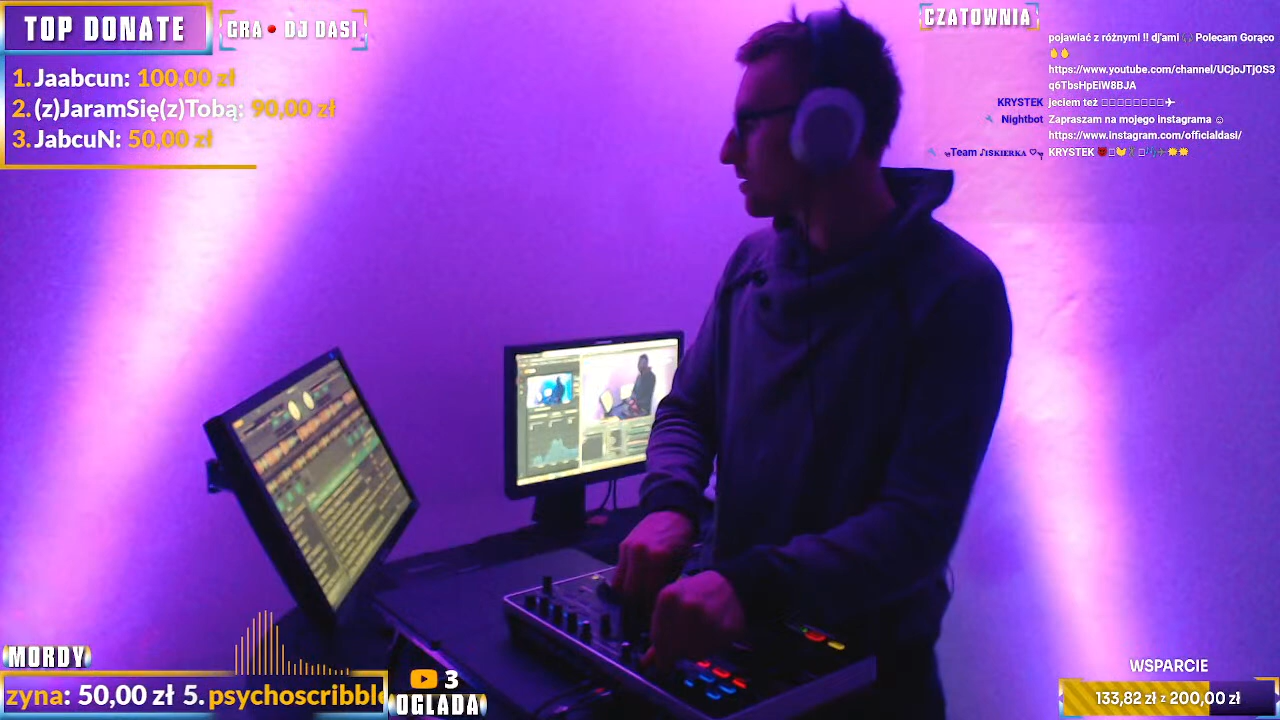 TOP DONATE
GRA DJ DASI
1. Jaabcun: 100,00 zł
2. (z)JaramSię(z)Tobą: 90,00 zł
3. JabcuN: 50,00 zł
CZATOWNIA
pojawiać z różnymi !! dj'ami 🎧 Polecam Gorąco
https://www.youtube.com/channel/UCjoJTjOS3
q6TbsHpEiW8BJA
KRYSTEK jeciem też
Nightbot Zapraszam na mojego instagrama ☺
https://www.instagram.com/officialdasi/
Team ♪ıѕкιєяκα ♡ KRYSTEK
MORDY
zyna: 50,00 zł 5. psychoscribble
3
OGLADA
WSPARCIE
133,82 zł z 200,00 zł